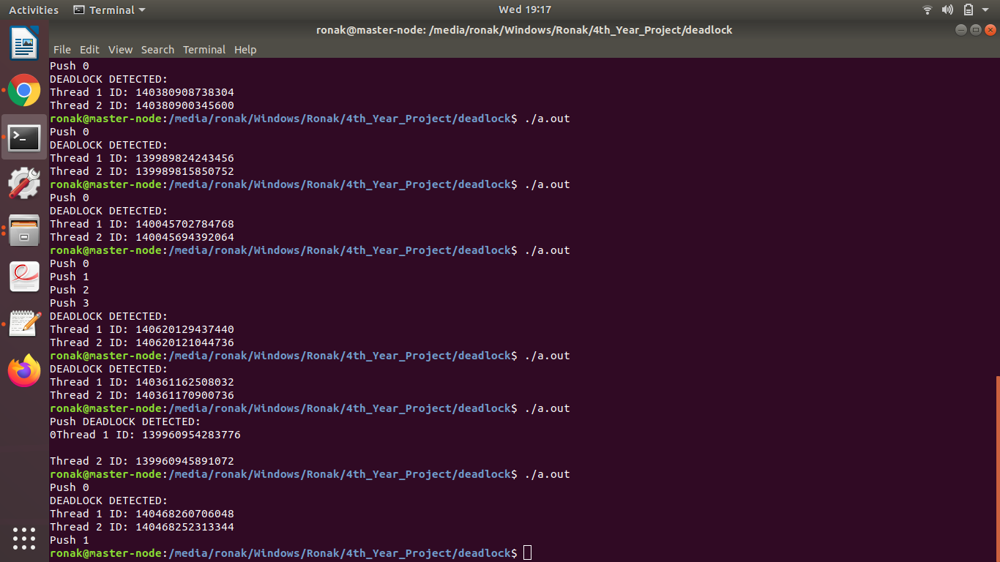 Activities Terminal Wed 19:17
ronak@master-node: /media/ronak/Windows/Ronak/4th_Year_Project/deadlock
File Edit View Search Terminal Help
Push 0
DEADLOCK DETECTED:
Thread 1 ID: 140380908738304
Thread 2 ID: 140380900345600
ronak@master-node:/media/ronak/Windows/Ronak/4th_Year_Project/deadlock$ ./a.out
Push 0
DEADLOCK DETECTED:
Thread 1 ID: 139989824243456
Thread 2 ID: 139989815850752
ronak@master-node:/media/ronak/Windows/Ronak/4th_Year_Project/deadlock$ ./a.out
Push 0
DEADLOCK DETECTED:
Thread 1 ID: 140045702784768
Thread 2 ID: 140045694392064
ronak@master-node:/media/ronak/Windows/Ronak/4th_Year_Project/deadlock$ ./a.out
Push 0
Push 1
Push 2
Push 3
DEADLOCK DETECTED:
Thread 1 ID: 140620129437440
Thread 2 ID: 140620121044736
ronak@master-node:/media/ronak/Windows/Ronak/4th_Year_Project/deadlock$ ./a.out
DEADLOCK DETECTED:
Thread 1 ID: 140361162508032
Thread 2 ID: 140361170900736
ronak@master-node:/media/ronak/Windows/Ronak/4th_Year_Project/deadlock$ ./a.out
Push DEADLOCK DETECTED:
0Thread 1 ID: 139960954283776
Thread 2 ID: 139960945891072
ronak@master-node:/media/ronak/Windows/Ronak/4th_Year_Project/deadlock$ ./a.out
Push 0
DEADLOCK DETECTED:
Thread 1 ID: 140468260706048
Thread 2 ID: 140468252313344
Push 1
ronak@master-node:/media/ronak/Windows/Ronak/4th_Year_Project/deadlock$